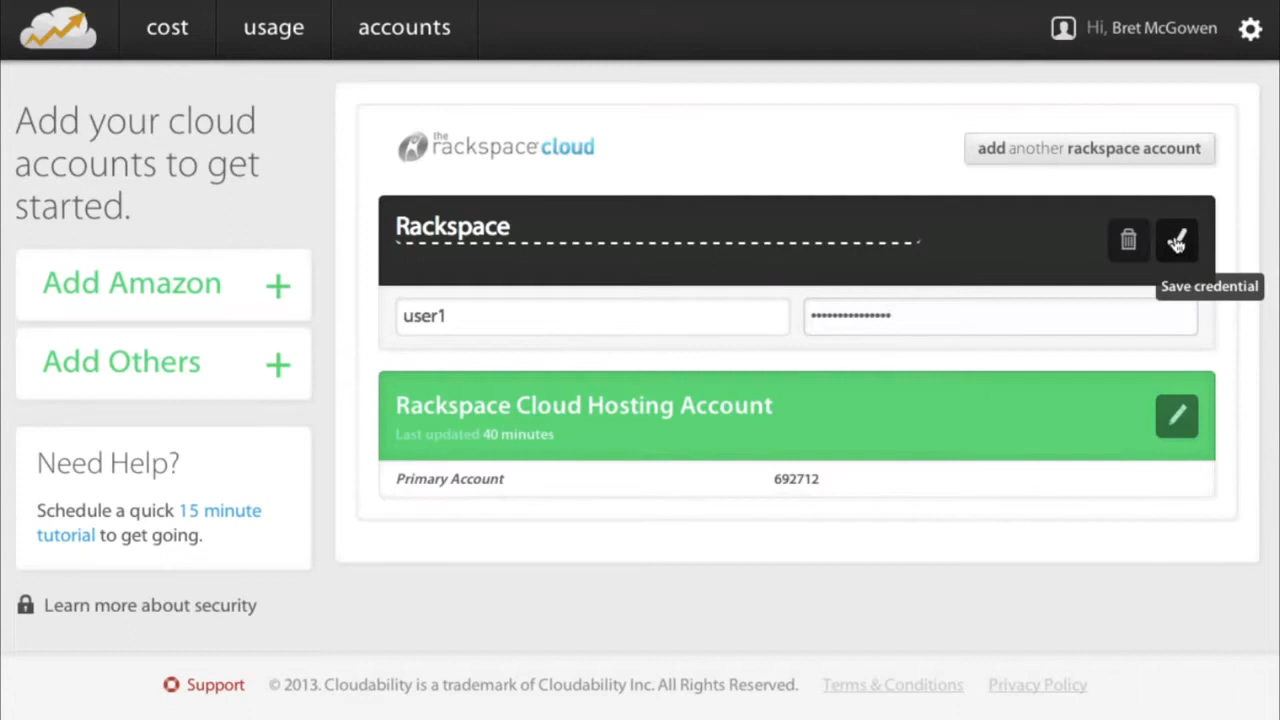 cost
usage
accounts
Hi, Bret McGowen
Add your cloud
accounts to get
started.
Add Amazon +
Add Others +
Need Help?
Schedule a quick 15 minute
tutorial to get going.
Learn more about security
the rackspace cloud
add another rackspace account
Rackspace
Save credential
user1
•••••••••••••••
Rackspace Cloud Hosting Account
Last updated 40 minutes
Primary Account 692712
Support © 2013. Cloudability is a trademark of Cloudability Inc. All Rights Reserved. Terms & Conditions Privacy Policy